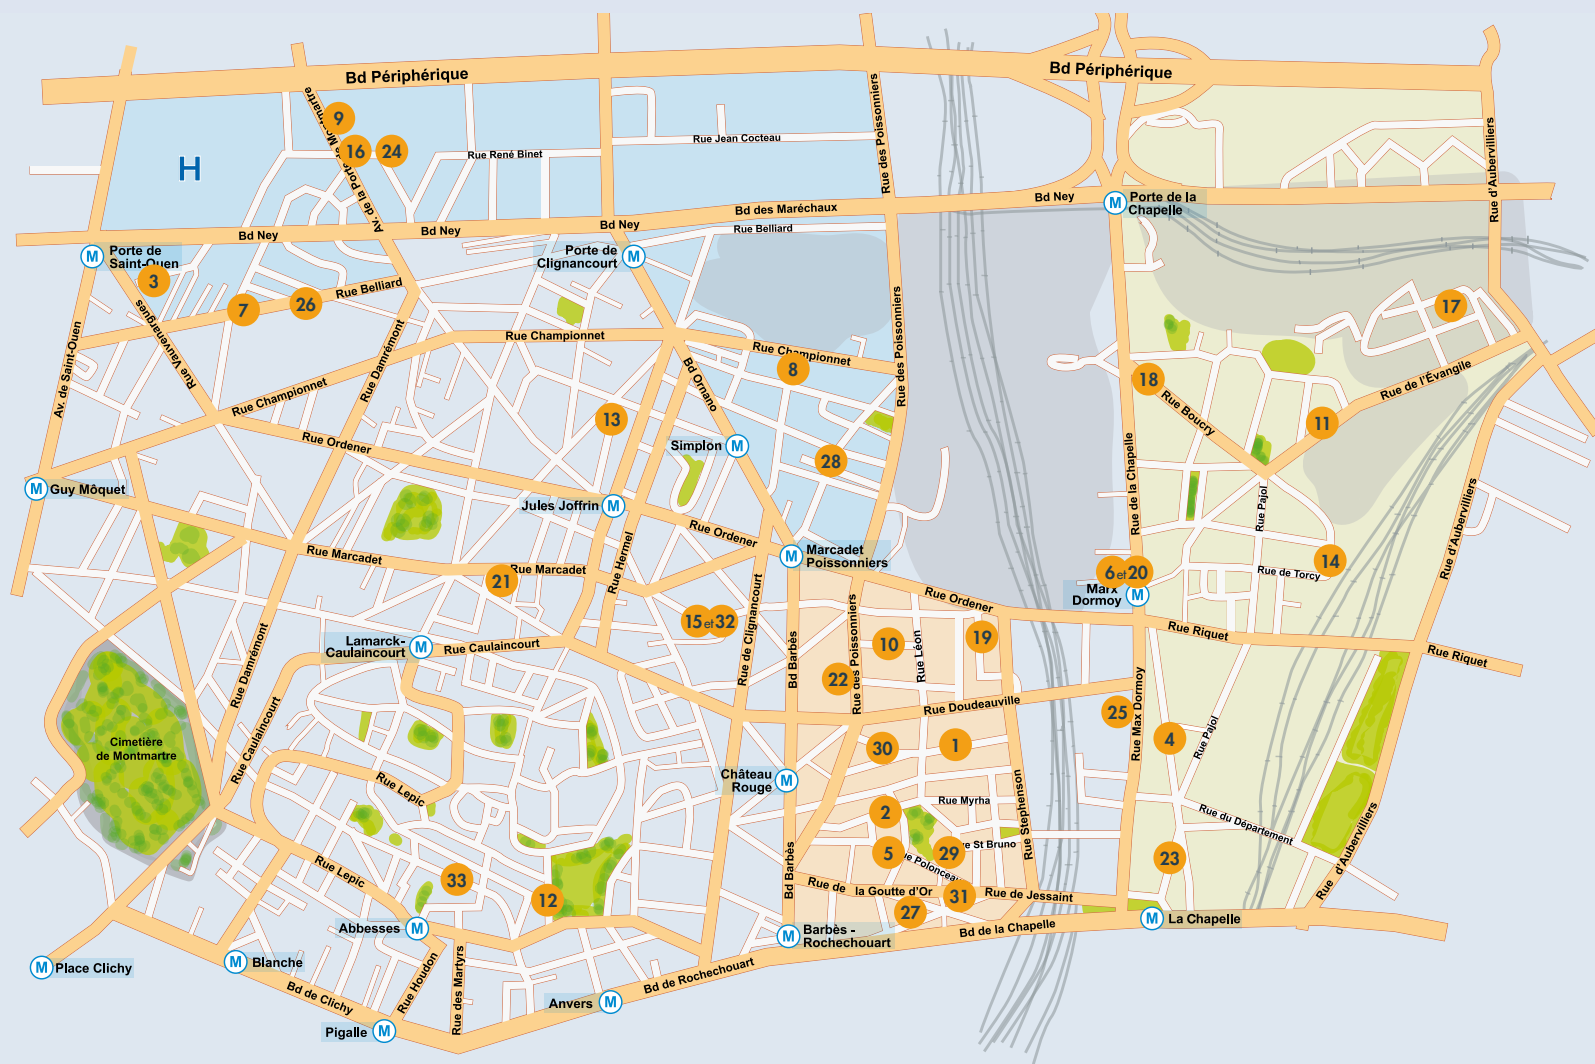 Bd Périphérique
Bd Périphérique
Av. de la Porte de Montmartre
9
16
24
H
Rue René Binet
Rue Jean Cocteau
Rue des Poissonniers
Rue d'Aubervilliers
Bd Ney
Bd Ney
Bd Ney
Bd des Maréchaux
Bd Ney
Rue Belliard
M
Porte de la
Chapelle
M
Porte de
Saint-Ouen
Porte de
Clignancourt
M
3
7
26
Rue Belliard
17
Rue Vauvenargues
Av. de Saint-Ouen
Rue Damrémont
Rue Championnet
Rue Championnet
Rue Championnet
8
Rue des Poissonniers
Bd Ornano
18
Rue Boucry
Rue de l'Évangile
11
13
Rue Ordener
Simplon
M
28
Rue de la Chapelle
M
Guy Môquet
Jules Joffrin
M
Rue Ordener
Rue Pajol
Rue d'Aubervilliers
Rue Marcadet
Rue Marcadet
21
Rue Hermel
M
Marcadet
Poissonniers
6 et 20
Marx
Dormoy
M
14
Rue de Torcy
Rue Ordener
15 et 32
Rue de Clignancourt
Bd Barbès
Rue des Poissonniers
10
Rue Léon
19
Rue Riquet
Rue Riquet
Lamarck-
Caulaincourt
M
Rue Caulaincourt
Rue Damrémont
Rue Caulaincourt
22
Rue Doudeauville
25
Rue Max Dormoy
4
Rue Pajol
Cimetière
de Montmartre
30
1
Château
Rouge
M
Rue Lepic
Rue Myrha
Rue Stephenson
2
Rue du Département
Rue d'Aubervilliers
5
29
re St Bruno
ue Polonceau
23
Bd Barbès
Rue Lepic
33
12
Rue de la Goutte d'Or
31
Rue de Jessaint
27
Abbesses
M
Barbès -
Rochechouart
M
Bd de la Chapelle
M
La Chapelle
M
Place Clichy
M
Blanche
Rue Houdon
Rue des Martyrs
Bd de Rochechouart
Bd de Clichy
Anvers
M
Pigalle
M